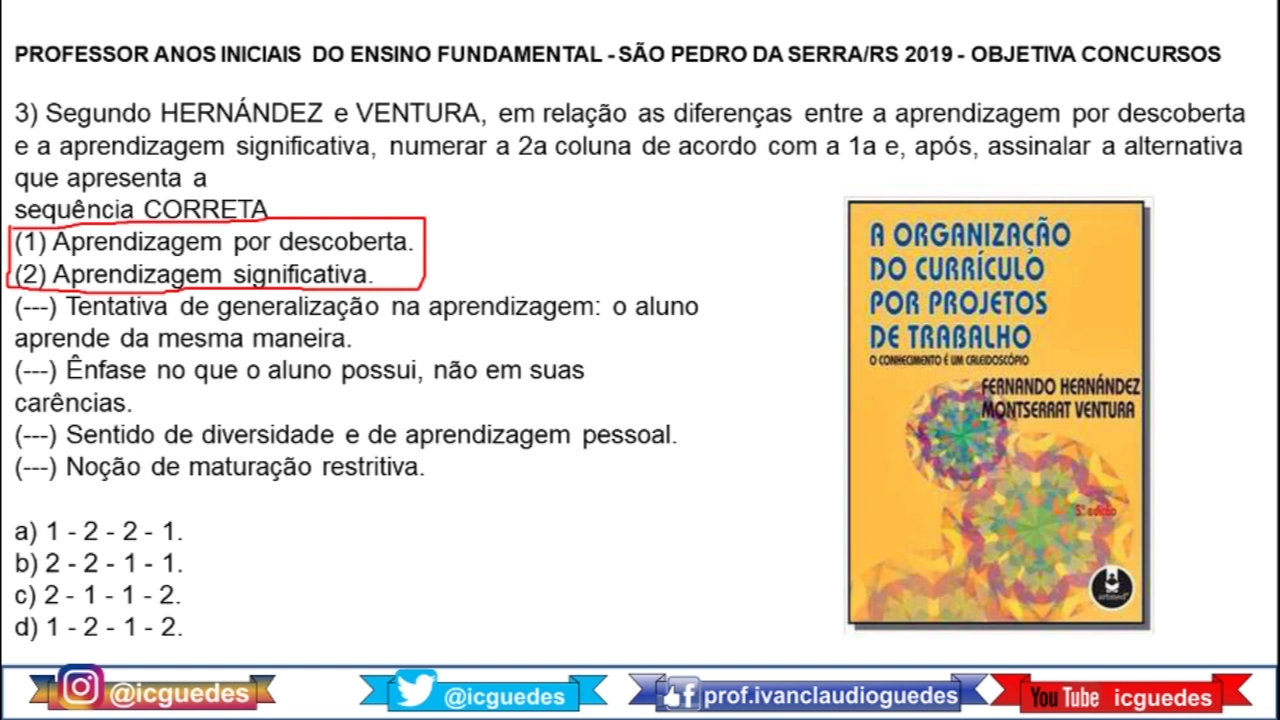 PROFESSOR ANOS INICIAIS DO ENSINO FUNDAMENTAL - SÃO PEDRO DA SERRA/RS 2019 - OBJETIVA CONCURSOS
3) Segundo HERNÁNDEZ e VENTURA, em relação as diferenças entre a aprendizagem por descoberta
e a aprendizagem significativa, numerar a 2a coluna de acordo com a 1a e, após, assinalar a alternativa
que apresenta a
sequência CORRETA
(1) Aprendizagem por descoberta.
(2) Aprendizagem significativa.
(---) Tentativa de generalização na aprendizagem: o aluno
aprende da mesma maneira.
(---) Ênfase no que o aluno possui, não em suas
carências.
(---) Sentido de diversidade e de aprendizagem pessoal.
(---) Noção de maturação restritiva.
a) 1 - 2 - 2 - 1.
b) 2 - 2 - 1 - 1.
c) 2 - 1 - 1 - 2.
d) 1 - 2 - 1 - 2.
A ORGANIZAÇÃO
DO CURRÍCULO
POR PROJETOS
DE TRABALHO
O CONHECIMENTO É UM CALEIDOSCÓPIO
FERNANDO HERNÁNDEZ
MONTSERRAT VENTURA
5ª edição
artmed
@icguedes
@icguedes
f prof.ivanclaudioguedes
You Tube icguedes